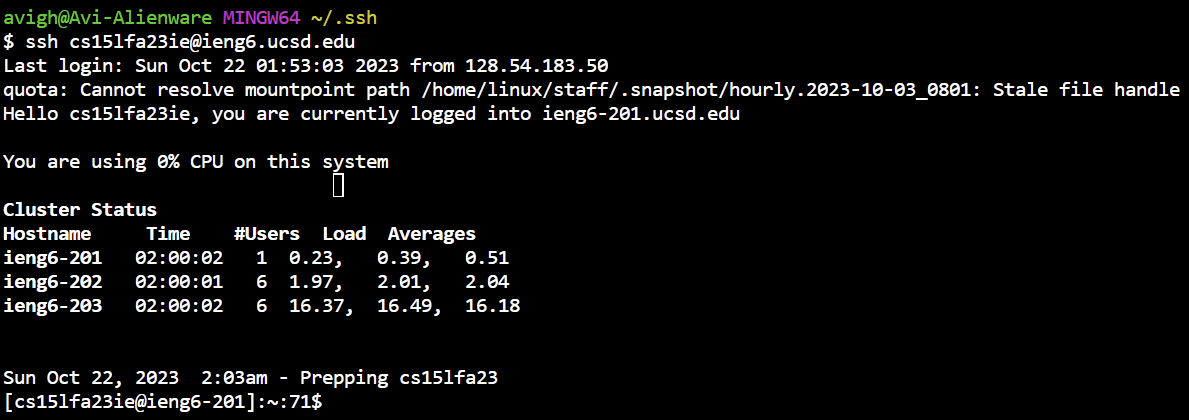 avigh@Avi-Alienware MINGW64 ~/.ssh
$ ssh cs15lfa23ie@ieng6.ucsd.edu
Last login: Sun Oct 22 01:53:03 2023 from 128.54.183.50
quota: Cannot resolve mountpoint path /home/linux/staff/.snapshot/hourly.2023-10-03_0801: Stale file handle
Hello cs15lfa23ie, you are currently logged into ieng6-201.ucsd.edu
You are using 0% CPU on this system
Cluster Status
Hostname     Time    #Users  Load  Averages
ieng6-201   02:00:02   1  0.23,   0.39,   0.51
ieng6-202   02:00:01   6  1.97,   2.01,   2.04
ieng6-203   02:00:02   6  16.37,  16.49,  16.18
Sun Oct 22, 2023  2:03am - Prepping cs15lfa23
[cs15lfa23ie@ieng6-201]:~:71$